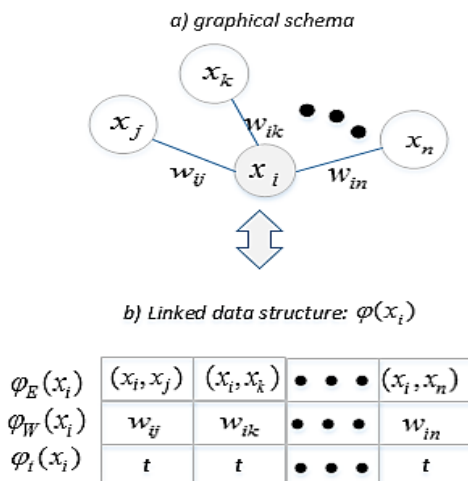 a) graphical schema
x_k
x_j
w_ik
x_n
w_ij
x_i
w_in
b) Linked data structure: φ(x_i)
φ_E(x_i) (x_i, x_j) (x_i, x_k) • • • (x_i, x_n)
φ_W(x_i) w_ij w_ik • • • w_in
φ_t(x_i) t t • • • t